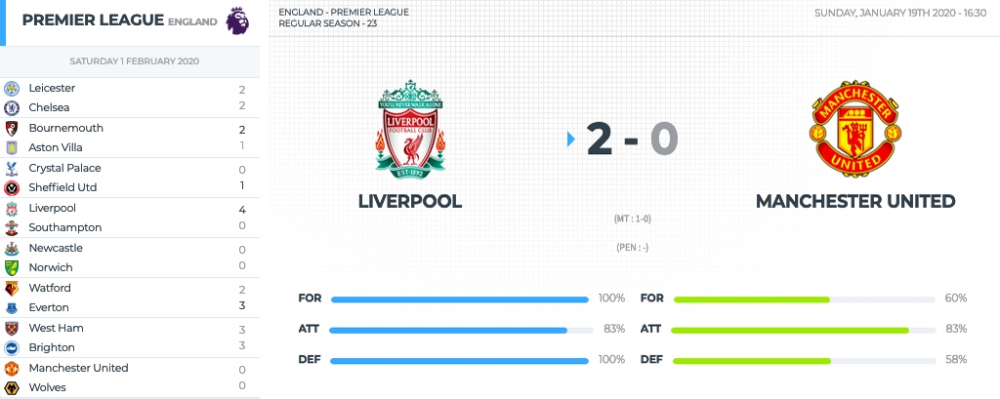 PREMIER LEAGUE ENGLAND
SATURDAY 1 FEBRUARY 2020
Leicester 2
Chelsea 2
Bournemouth 2
Aston Villa 1
Crystal Palace 0
Sheffield Utd 1
Liverpool 4
Southampton 0
Newcastle 0
Norwich 0
Watford 2
Everton 3
West Ham 3
Brighton 3
Manchester United 0
Wolves 0
ENGLAND - PREMIER LEAGUE
REGULAR SEASON - 23
SUNDAY, JANUARY 19TH 2020 - 16:30
YOU'LL NEVER WALK ALONE
LIVERPOOL
FOOTBALL CLUB
EST·1892
2 - 0
MANCHESTER
UNITED
LIVERPOOL
MANCHESTER UNITED
(MT : 1-0)
(PEN : -)
FOR 100%
ATT 83%
DEF 100%
FOR 60%
ATT 83%
DEF 58%